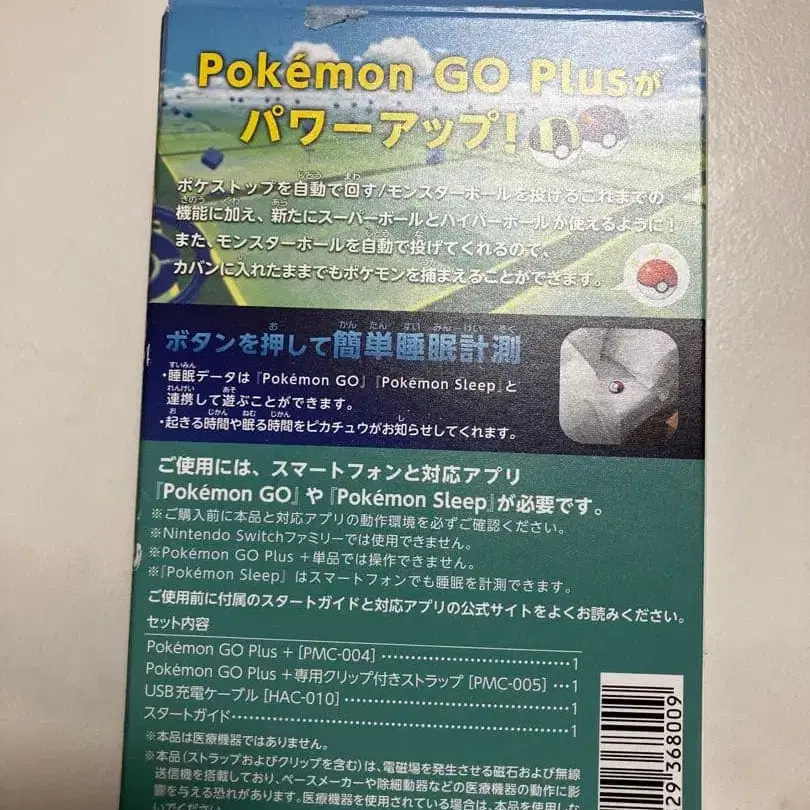 Pokémon GO Plusが
パワーアップ！
ポケストップを自動で回す/モンスターボールを投げるこれまでの
機能に加え、新たにスーパーボールとハイパーボールが使えるように！
また、モンスターボールを自動で投げてくれるので、
カバンに入れたままでもポケモンを捕まえることができます。
ボタンを押して簡単睡眠計測
・睡眠データは『Pokémon GO』『Pokémon Sleep』と
連携して遊ぶことができます。
・起きる時間や眠る時間をピカチュウがお知らせしてくれます。
ご使用には、スマートフォンと対応アプリ
『Pokémon GO』や『Pokémon Sleep』が必要です。
※ご購入前に本品と対応アプリの動作環境を必ずご確認ください。
※Nintendo Switchファミリーでは使用できません。
※Pokémon GO Plus +単品では操作できません。
※『Pokémon Sleep』はスマートフォンでも睡眠を計測できます。
ご使用前に付属のスタートガイドと対応アプリの公式サイトをよくお読みください。
セット内容
Pokémon GO Plus + [PMC-004] 1
Pokémon GO Plus +専用クリップ付きストラップ [PMC-005] 1
USB充電ケーブル [HAC-010] 1
スタートガイド 1
※本品は医療機器ではありません。
※本品(ストラップおよびクリップを含む)は、電磁場を発生させる磁石および無線
送信機を搭載しており、ペースメーカーや除細動器などの医療機器の動作に影
響を与える恐れがあります。医療機器を使用されている場合は、本品を使用しな
いでください
29 368009